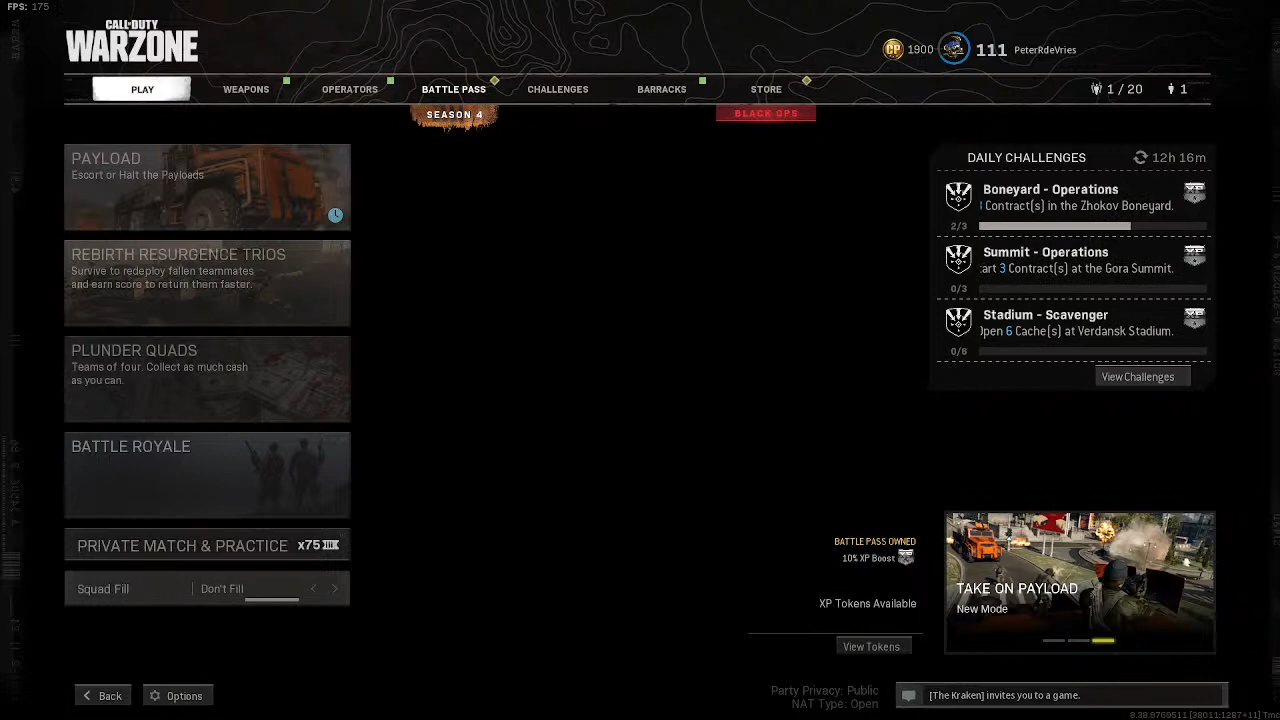 FPS: 175
CALL OF DUTY
WARZONE
CP 1900 111 PeterRdeVries
PLAY WEAPONS OPERATORS BATTLE PASS CHALLENGES BARRACKS STORE 1 / 20 1
SEASON 4 BLACK OPS
PAYLOAD
Escort or Halt the Payloads
REBIRTH RESURGENCE TRIOS
Survive to redeploy fallen teammates
and earn score to return them faster.
PLUNDER QUADS
Teams of four. Collect as much cash
as you can.
BATTLE ROYALE
PRIVATE MATCH & PRACTICE x75
Squad Fill Don't Fill
DAILY CHALLENGES 12h 16m
Boneyard - Operations
Contract(s) in the Zhokov Boneyard.
2/3
Summit - Operations
art 3 Contract(s) at the Gora Summit.
0/3
Stadium - Scavenger
Open 6 Cache(s) at Verdansk Stadium.
0/6
View Challenges
BATTLE PASS OWNED
10% XP Boost
XP Tokens Available
View Tokens
TAKE ON PAYLOAD
New Mode
Back Options
Party Privacy: Public
NAT Type: Open
[The Kraken] invites you to a game.